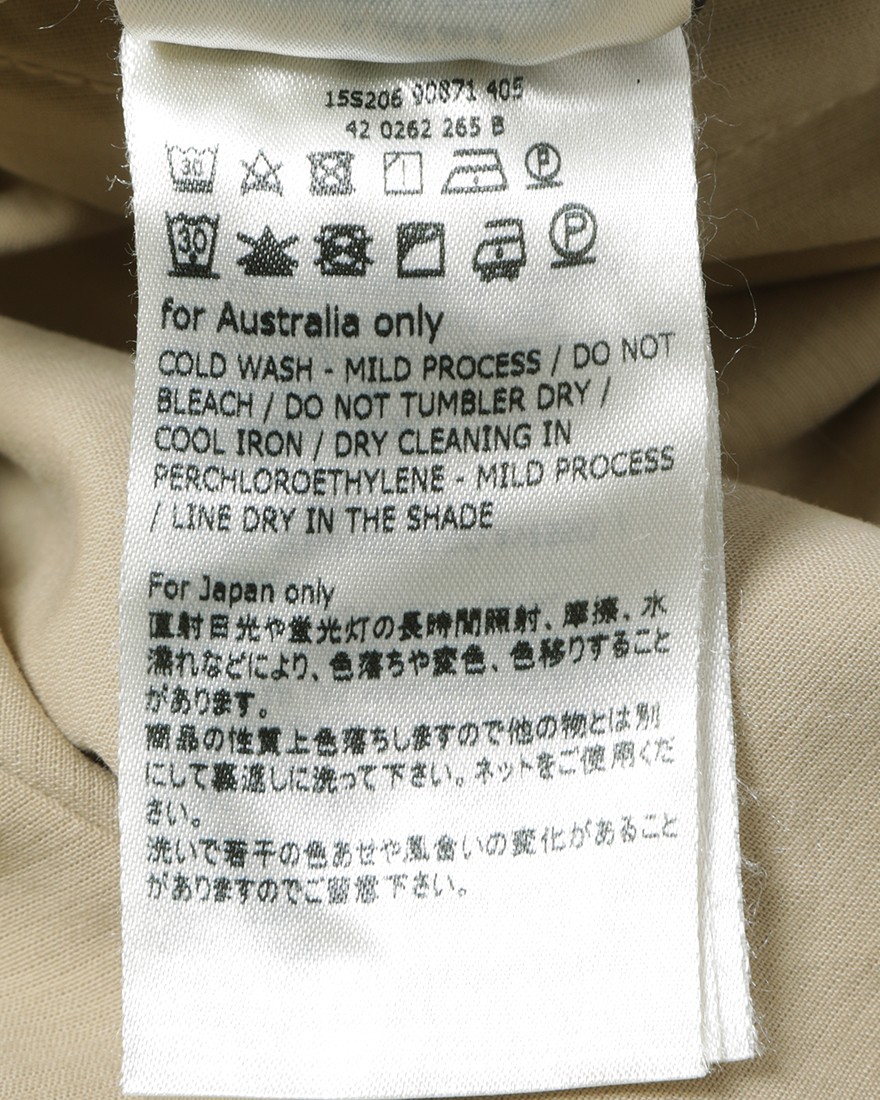 15S206 90871 405
42 0262 265 B
30
P
30
P
for Australia only
COLD WASH - MILD PROCESS / DO NOT
BLEACH / DO NOT TUMBLER DRY /
COOL IRON / DRY CLEANING IN
PERCHLOROETHYLENE - MILD PROCESS
/ LINE DRY IN THE SHADE
For Japan only
直射日光や蛍光灯の長時間照射、摩擦、水
濡れなどにより、色落ちや変色、色移りすること
があります。
商品の性質上色落ちしますので他の物とは別
にして裏返しに洗って下さい。ネットをご使用くだ
さい。
洗いで若干の色あせや風合いの変化があること
がありますのでご留意下さい。